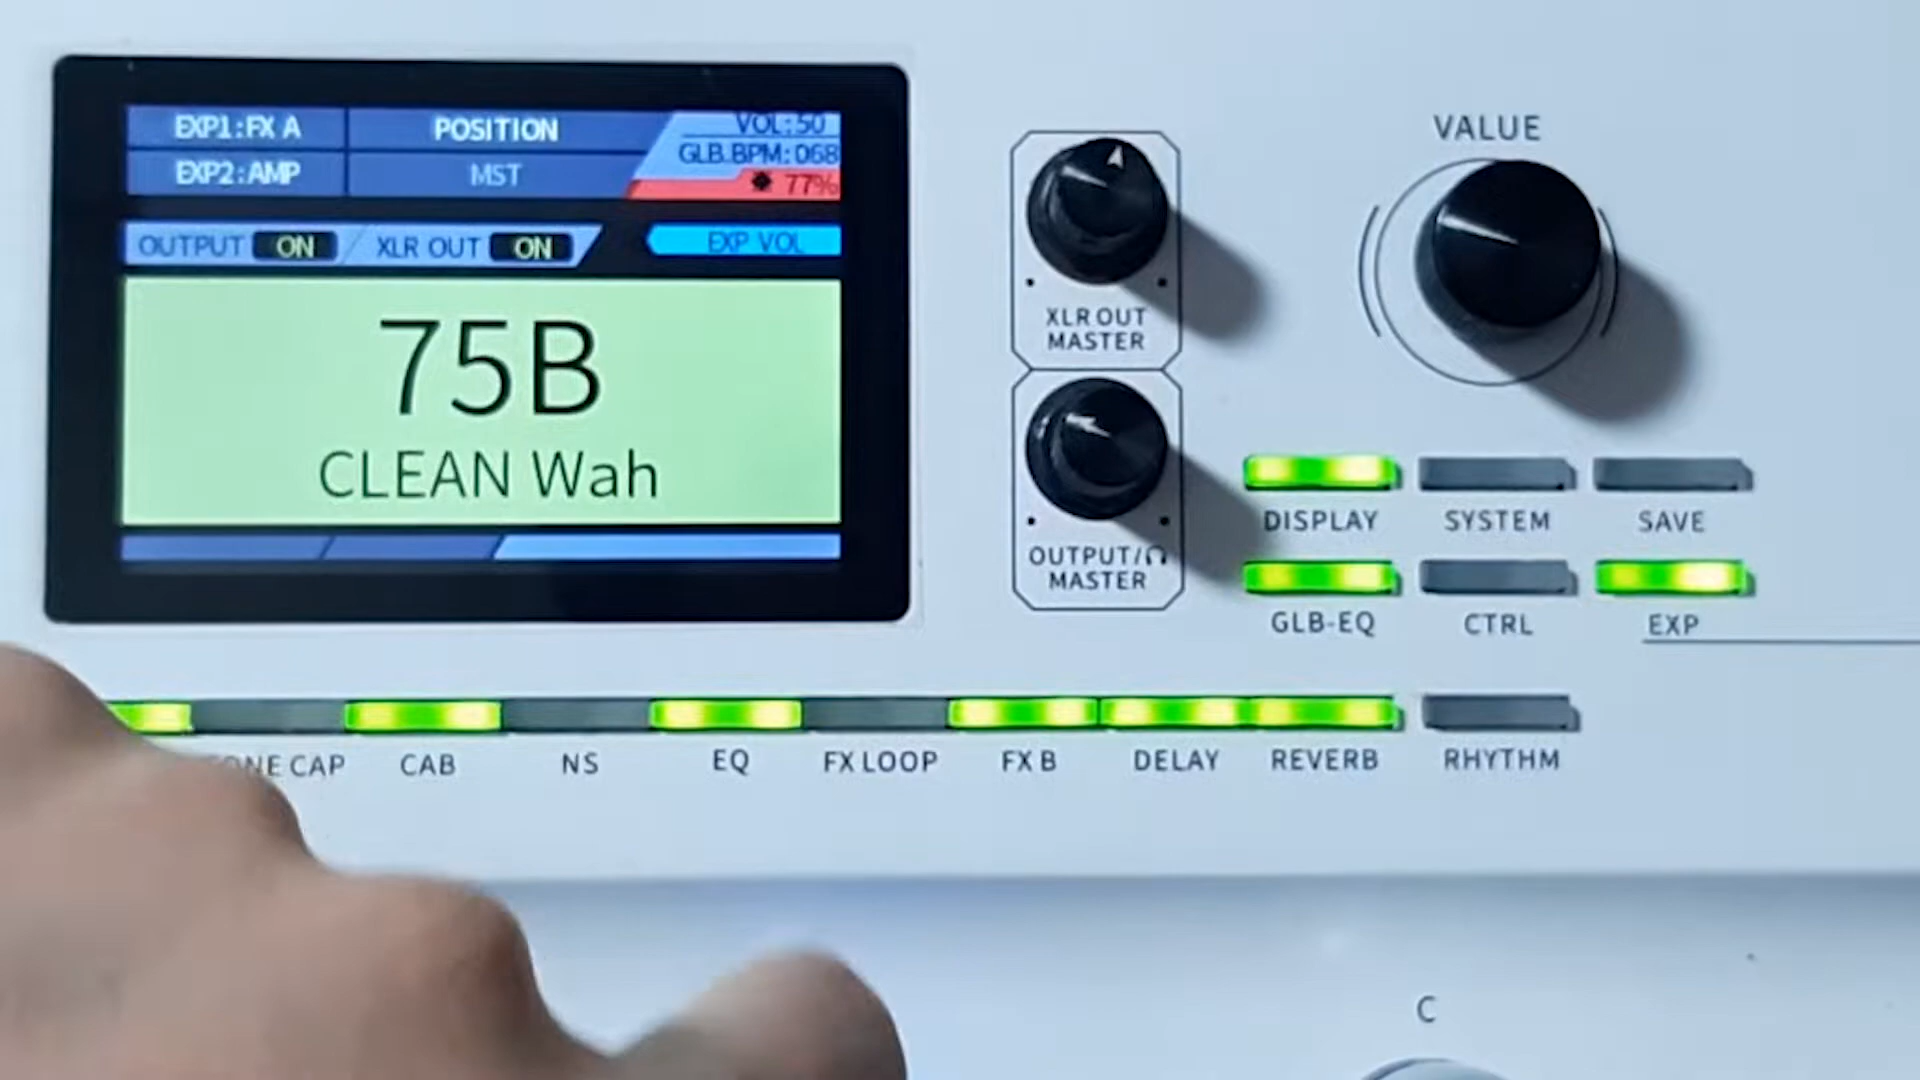 EXP1:FX A
POSITION
VOL:50
GLB.BPM:068
EXP2:AMP
MST
77%
OUTPUT ON
XLR OUT ON
EXP VOL
75B
CLEAN Wah
VALUE
XLR OUT
MASTER
OUTPUT/
MASTER
DISPLAY
SYSTEM
SAVE
GLB-EQ
CTRL
EXP
ONE CAP
CAB
NS
EQ
FX LOOP
FX B
DELAY
REVERB
RHYTHM
C